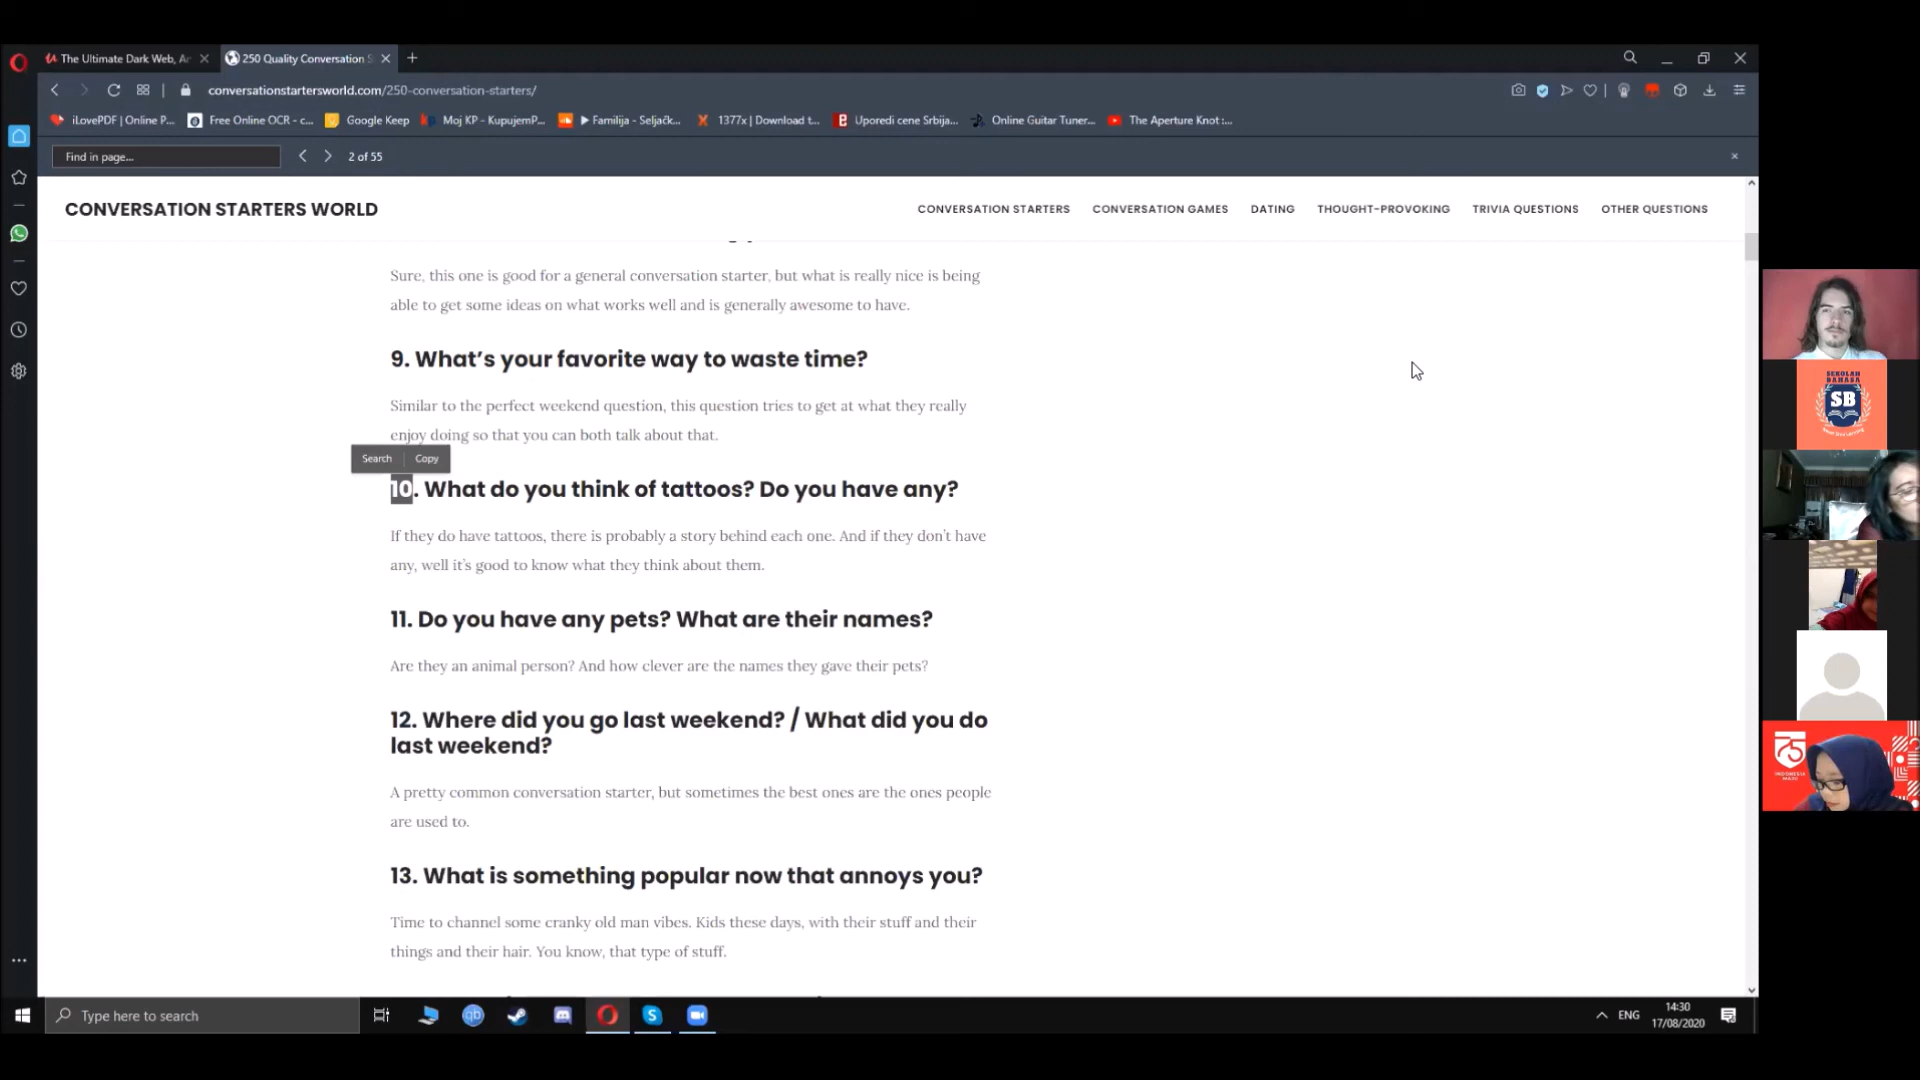 The Ultimate Dark Web, An
250 Quality Conversation S
conversationstartersworld.com/250-conversation-starters/
iLovePDF | Online P...
Free Online OCR - c...
Google Keep
Moj KP - KupujemP...
▶ Familija - Seljačk...
1377x | Download t...
Uporedi cene Srbija...
Online Guitar Tuner...
The Aperture Knot :...
Find in page...
2 of 55
CONVERSATION STARTERS WORLD
CONVERSATION STARTERS
CONVERSATION GAMES
DATING
THOUGHT-PROVOKING
TRIVIA QUESTIONS
OTHER QUESTIONS
Sure, this one is good for a general conversation starter, but what is really nice is being
able to get some ideas on what works well and is generally awesome to have.
9. What's your favorite way to waste time?
Similar to the perfect weekend question, this question tries to get at what they really
enjoy doing so that you can both talk about that.
Search
Copy
10. What do you think of tattoos? Do you have any?
If they do have tattoos, there is probably a story behind each one. And if they don't have
any, well it's good to know what they think about them.
11. Do you have any pets? What are their names?
Are they an animal person? And how clever are the names they gave their pets?
12. Where did you go last weekend? / What did you do
last weekend?
A pretty common conversation starter, but sometimes the best ones are the ones people
are used to.
13. What is something popular now that annoys you?
Time to channel some cranky old man vibes. Kids these days, with their stuff and their
things and their hair. You know, that type of stuff.
SEKOLAH
BAHASA
SB
75
INDONESIA
MAJU
Type here to search
qb
ENG
14:30
17/08/2020